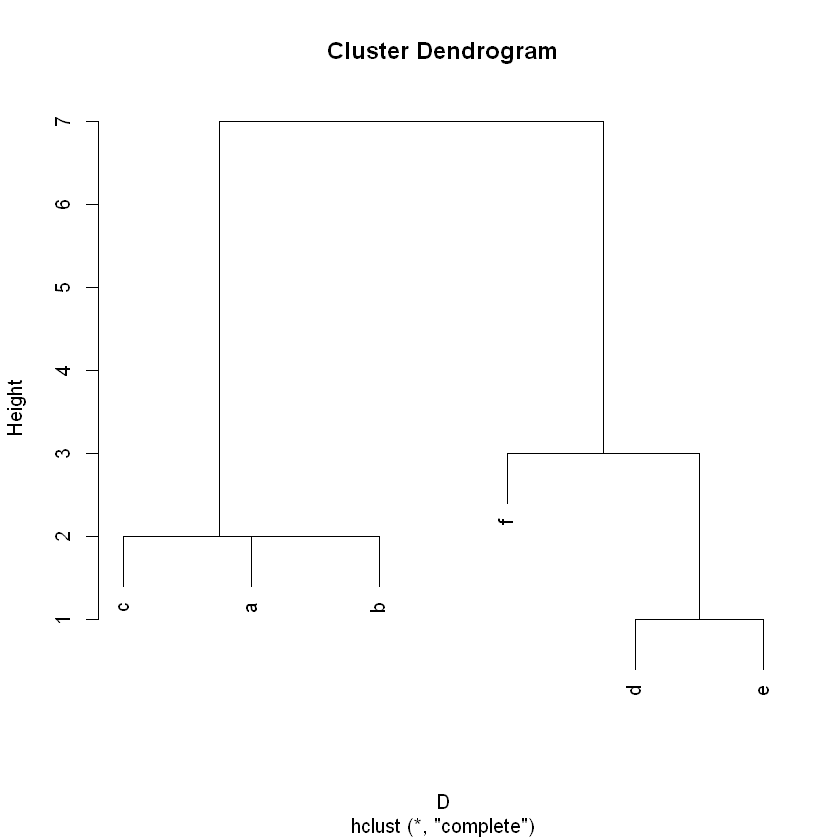 Cluster Dendrogram
Height
7
6
5
4
3
2
1
f
c a b
d e
D
hclust (*, "complete")